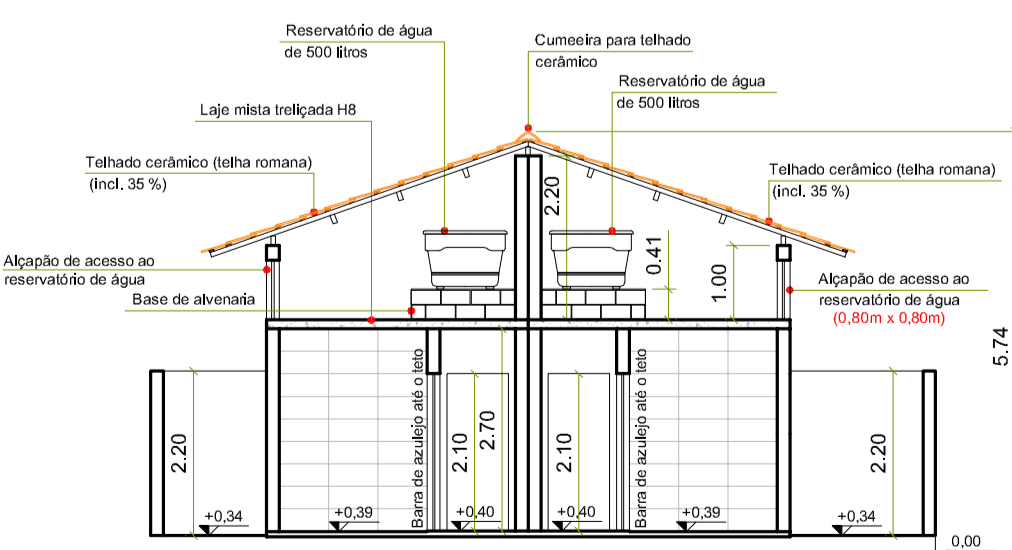 Reservatório de água
de 500 litros
Cumeeira para telhado
cerâmico
Reservatório de água
de 500 litros
Laje mista treliçada H8
Telhado cerâmico (telha romana)
(incl. 35 %)
Telhado cerâmico (telha romana)
(incl. 35 %)
2.20
0.41
1.00
Alçapão de acesso ao
reservatório de água
Base de alvenaria
Alçapão de acesso ao
reservatório de água
(0,80m x 0,80m)
5.74
2.20
Barra de azulejo até o teto
2.10
2.70
2.10
Barra de azulejo até o teto
2.20
+0,34
+0,39
+0,40
+0,40
+0,39
+0,34
0,00